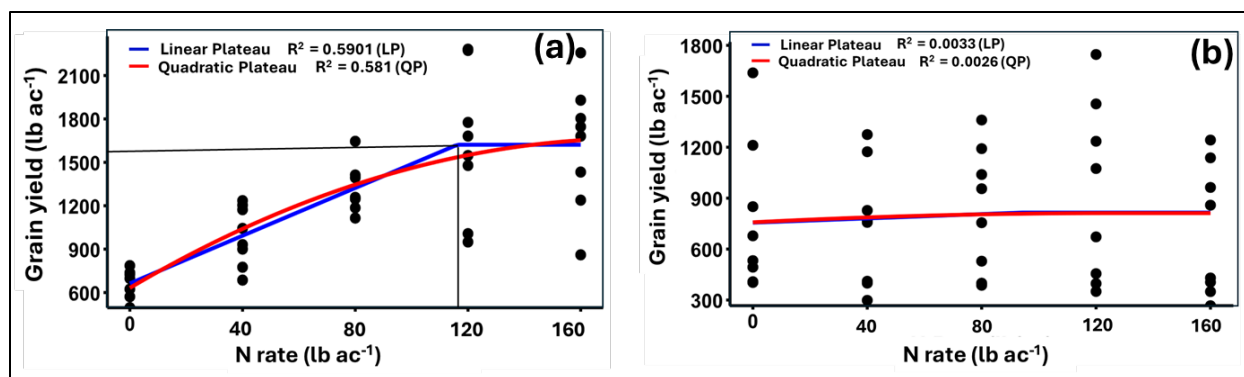 Linear Plateau R² = 0.5901 (LP)
Quadratic Plateau R² = 0.581 (QP)
(a)
Grain yield (lb ac⁻¹)
2100
1800
1500
1200
900
600
0 40 80 120 160
N rate (lb ac⁻¹)
Linear Plateau R² = 0.0033 (LP)
Quadratic Plateau R² = 0.0026 (QP)
(b)
Grain yield (lb ac⁻¹)
1800
1500
1200
900
600
300
0 40 80 120 160
N rate (lb ac⁻¹)